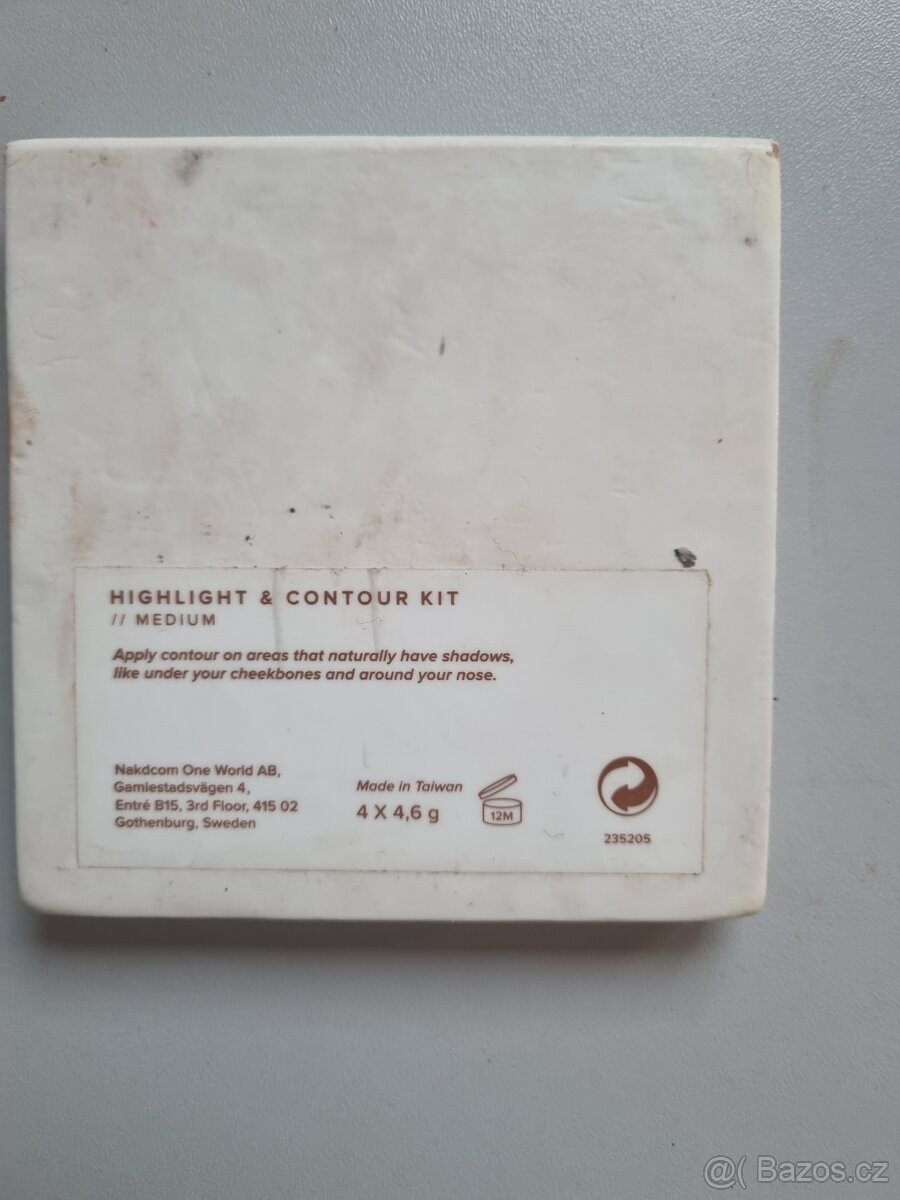 HIGHLIGHT & CONTOUR KIT
// MEDIUM
Apply contour on areas that naturally have shadows,
like under your cheekbones and around your nose.
Nakdcom One World AB,
Gamlestadsvägen 4,
Entré B15, 3rd Floor, 415 02
Gothenburg, Sweden
Made in Taiwan
4 X 4,6 g
12M
235205
@( Bazos.cz